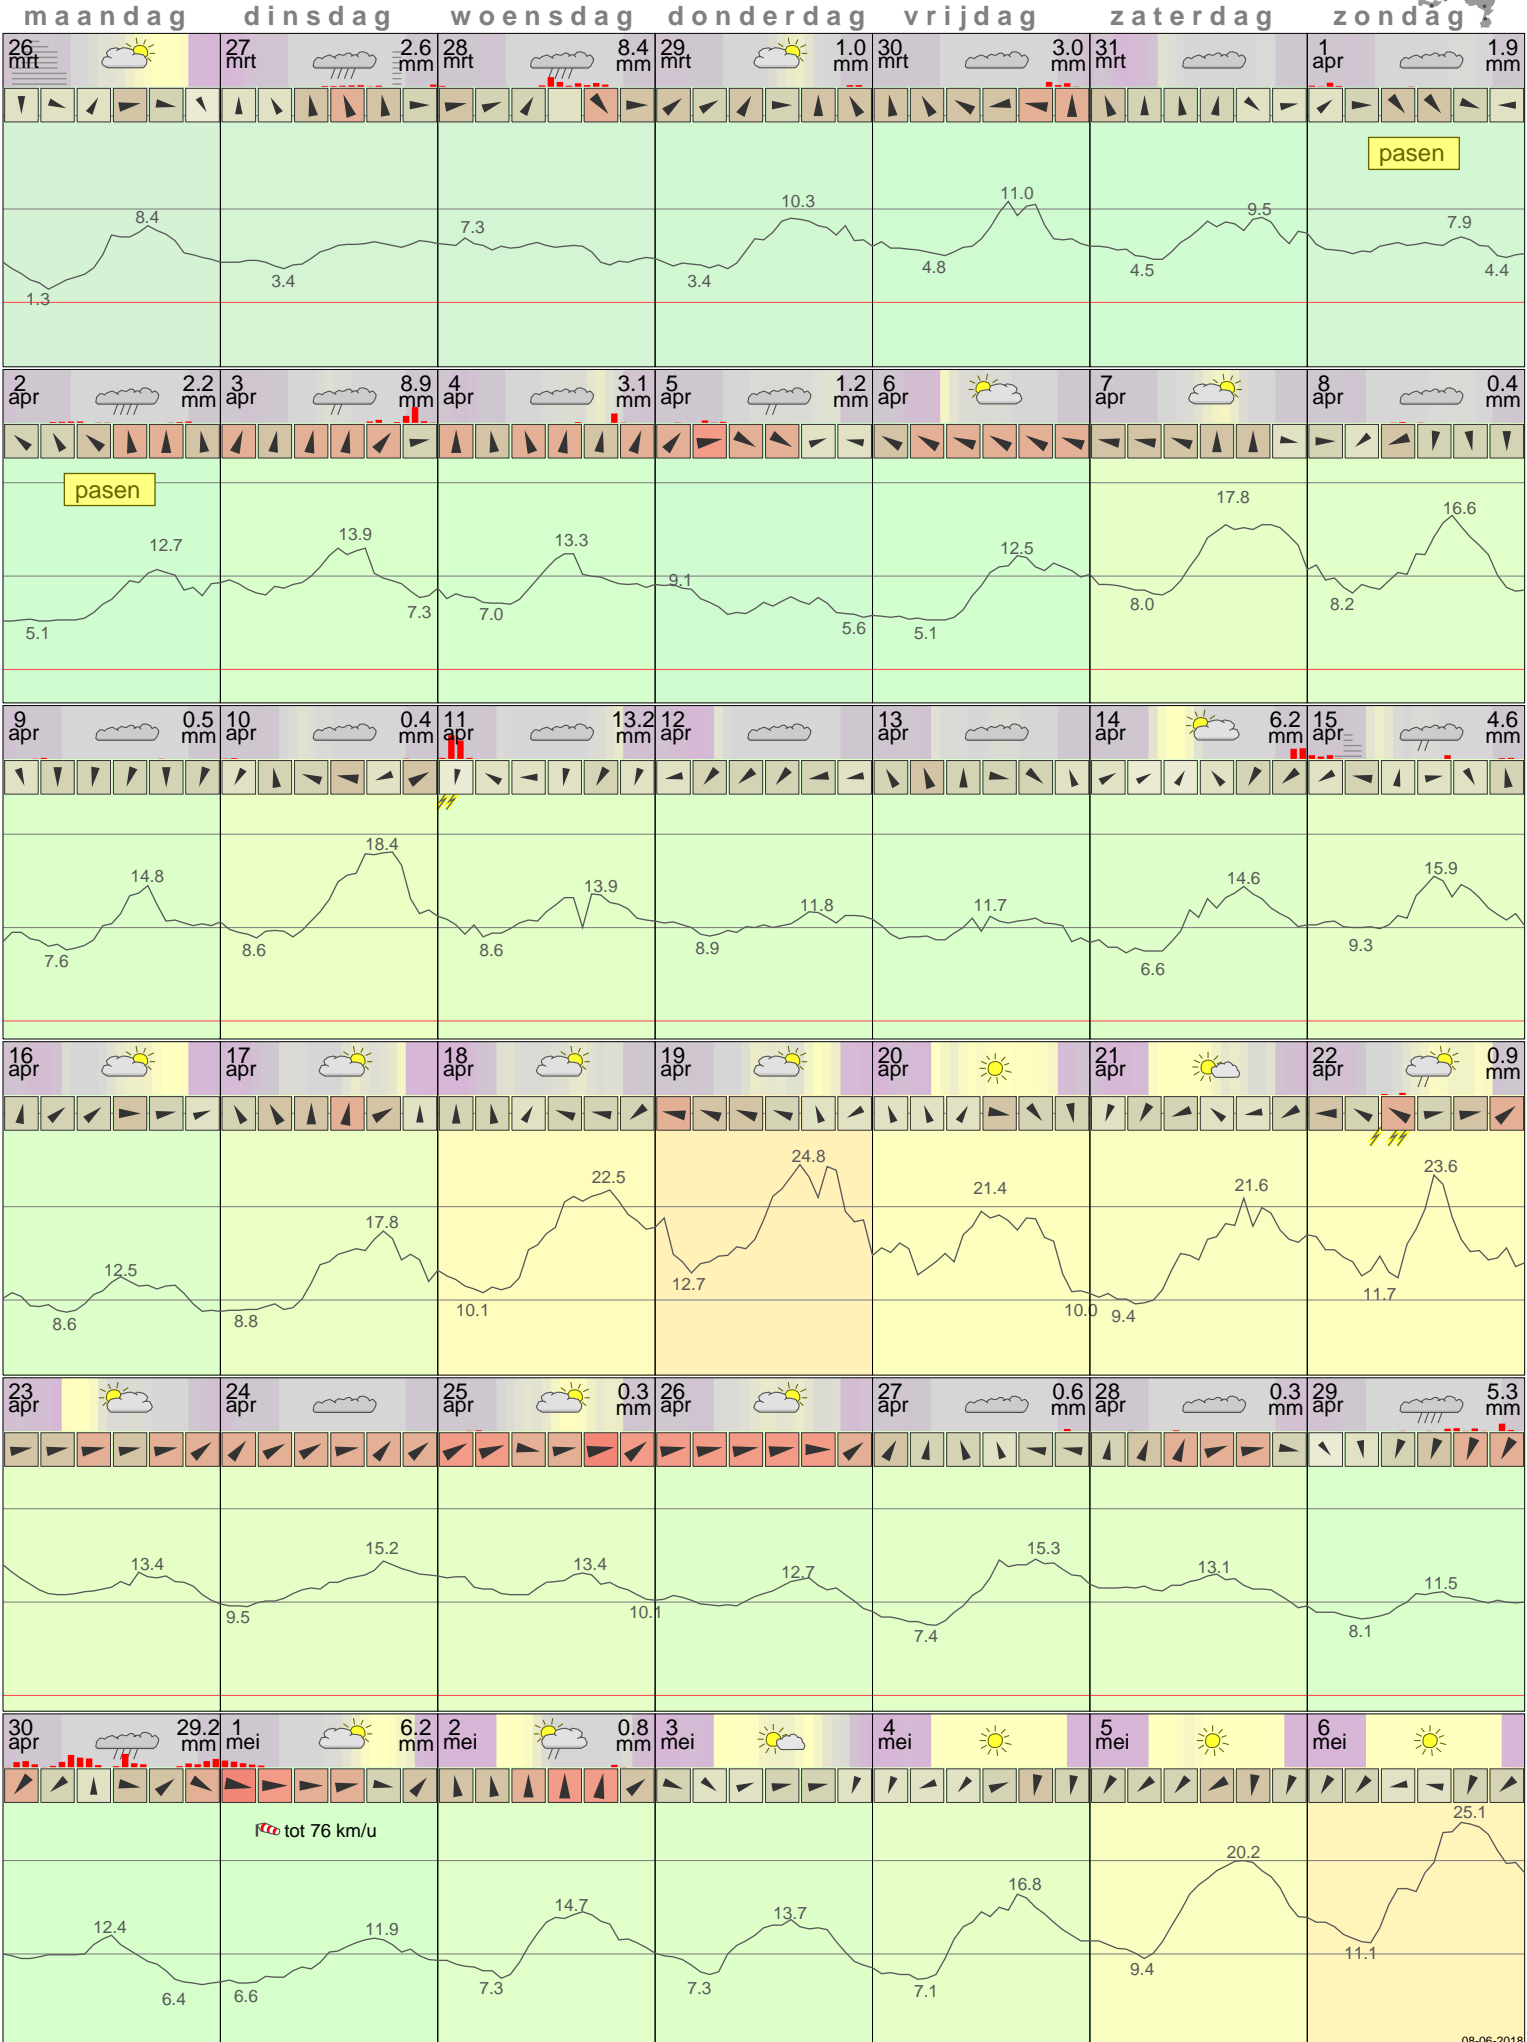 maandag dinsdag woensdag donderdag vrijdag zaterdag zondag
26 27 2.6 28 8.4 29 1.0 30 3.0 31 1 1.9
mrt mrt mm mrt mm mrt mm mrt mm mrt apr mm
pasen
8.4 7.3 10.3 11.0 9.5 7.9
1.3 3.4 3.4 4.8 4.5 4.4
2 2.2 3 8.9 4 3.1 5 1.2 6 7 8 0.4
apr mm apr mm apr mm apr mm apr apr apr mm
pasen
12.7 13.9 13.3 9.1 12.5 17.8 16.6
5.1 7.3 7.0 5.6 5.1 8.0 8.2
9 0.5 10 0.4 11 13.2 12 13 14 6.2 15 4.6
apr mm apr mm apr mm apr apr apr mm apr mm
14.8 18.4 13.9 11.8 11.7 14.6 15.9
7.6 8.6 8.6 8.9 6.6 9.3
16 17 18 19 20 21 22 0.9
apr apr apr apr apr apr apr mm
12.5 17.8 22.5 24.8 21.4 21.6 23.6
8.6 8.8 10.1 12.7 10.0 9.4 11.7
23 24 25 0.3 26 27 0.6 28 0.3 29 5.3
apr apr apr mm apr apr mm apr mm apr mm
13.4 15.2 13.4 12.7 15.3 13.1 11.5
9.5 10.1 7.4 8.1
30 29.2 1 6.2 2 0.8 3 4 5 6
apr mm mei mm mei mm mei mei mei mei
tot 76 km/u
12.4 11.9 14.7 13.7 16.8 20.2 25.1
6.4 6.6 7.3 7.3 7.1 9.4 11.1
08-06-2018